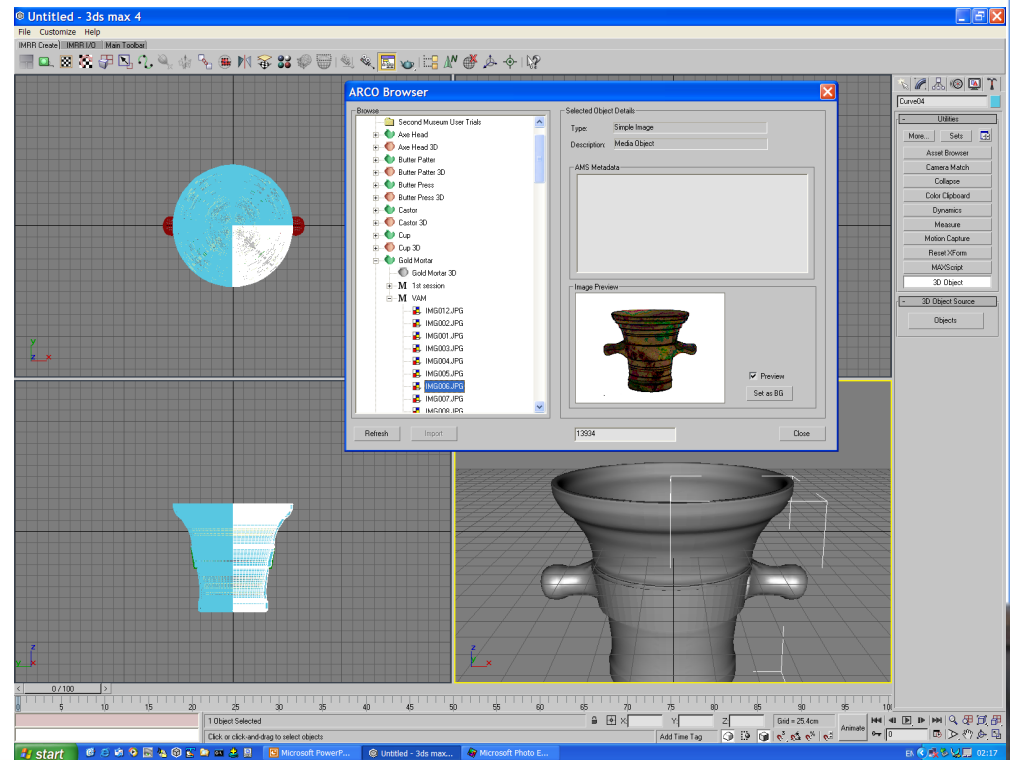 Untitled - 3ds max 4
File Customize Help
IMRR Create IMRR I/O Main Toolbar
ARCO Browser
Browse
Second Museum User Trials
Axe Head
Axe Head 3D
Butter Patter
Butter Patter 3D
Butter Press
Butter Press 3D
Castor
Castor 3D
Cup
Cup 3D
Gold Mortar
Gold Mortar 3D
M 1st session
M VAM
IMG012.JPG
IMG002.JPG
IMG001.JPG
IMG003.JPG
IMG004.JPG
IMG005.JPG
IMG006.JPG
IMG007.JPG
IMG008.JPG
Refresh Import
Selected Object Details
Type: Simple Image
Description: Media Object
AMS Metadata
Image Preview
Preview
Set as BG
13934 Close
Curve04
- Utilities
More... Sets
Asset Browser
Camera Match
Collapse
Color Clipboard
Dynamics
Measure
Motion Capture
Reset XForm
MAXScript
3D Object
- 3D Object Source
Objects
y
z x
z
y x
z
y x
< 0 / 100 >
0 5 10 15 20 25 30 35 40 45 50 55 60 65 70 75 80 85 90 95 100
1 Object Selected X: Y: Z: Grid = 25.4cm
Click or click-and-drag to select objects Add Time Tag Animate 0
start Microsoft PowerP... Untitled - 3ds max... Microsoft Photo E... EN 02:17